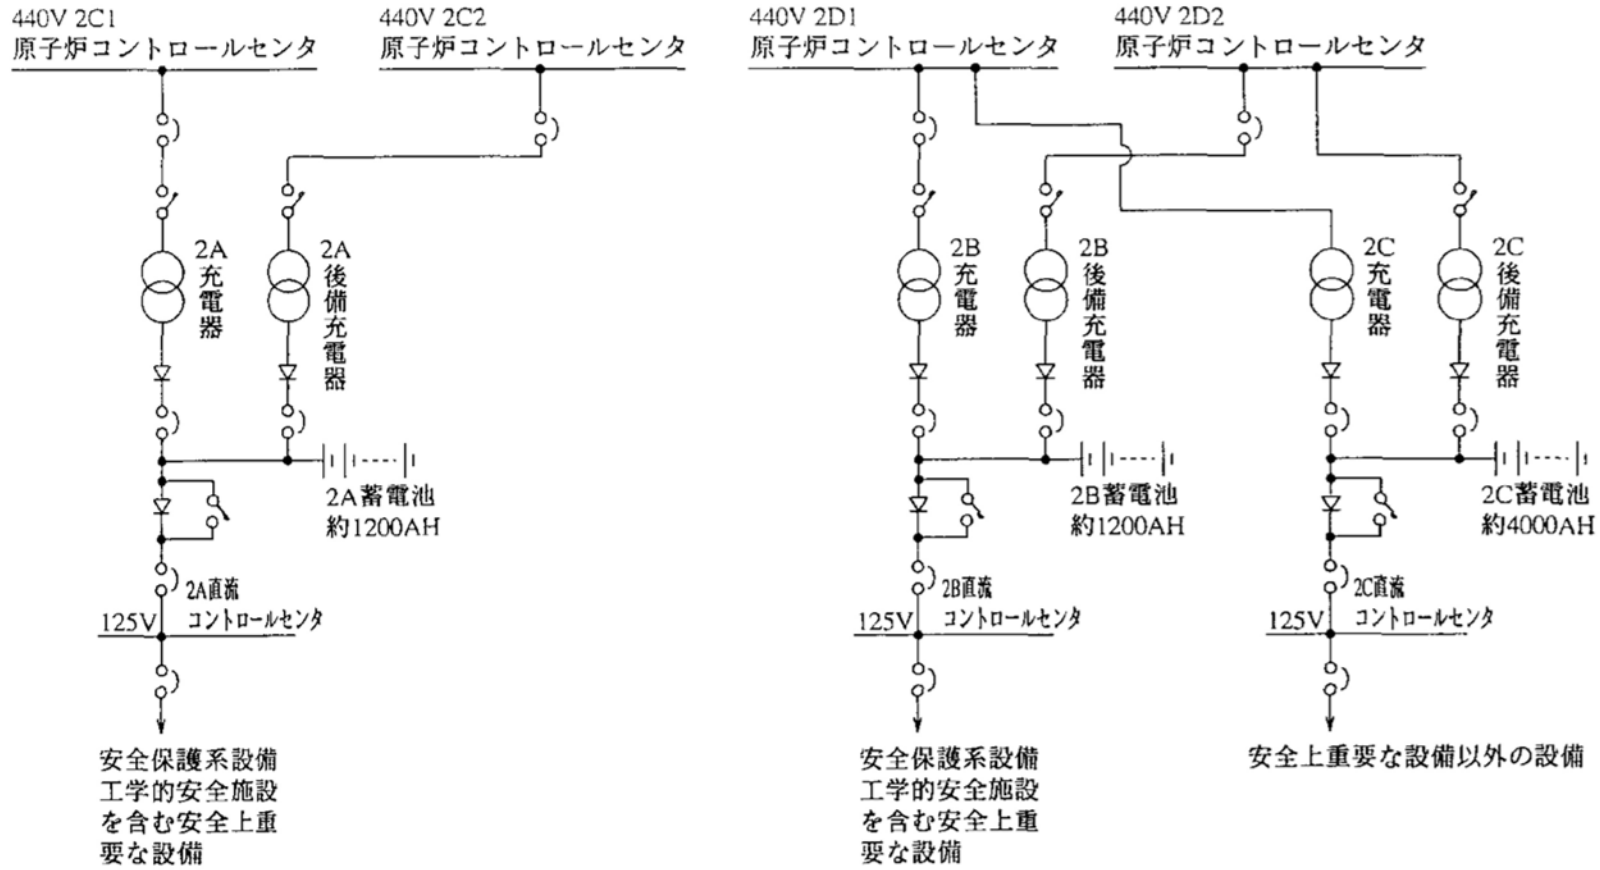 440V 2C1
原子炉コントロールセンタ
440V 2C2
原子炉コントロールセンタ
440V 2D1
原子炉コントロールセンタ
440V 2D2
原子炉コントロールセンタ
2A
充電器
2A
後備充電器
2B
充電器
2B
後備充電器
2C
充電器
2C
後備充電器
2A蓄電池
約1200AH
2B蓄電池
約1200AH
2C蓄電池
約4000AH
2A直流
コントロールセンタ
125V
2B直流
コントロールセンタ
125V
2C直流
コントロールセンタ
125V
安全保護系設備
工学的安全施設
を含む安全上重
要な設備
安全保護系設備
工学的安全施設
を含む安全上重
要な設備
安全上重要な設備以外の設備